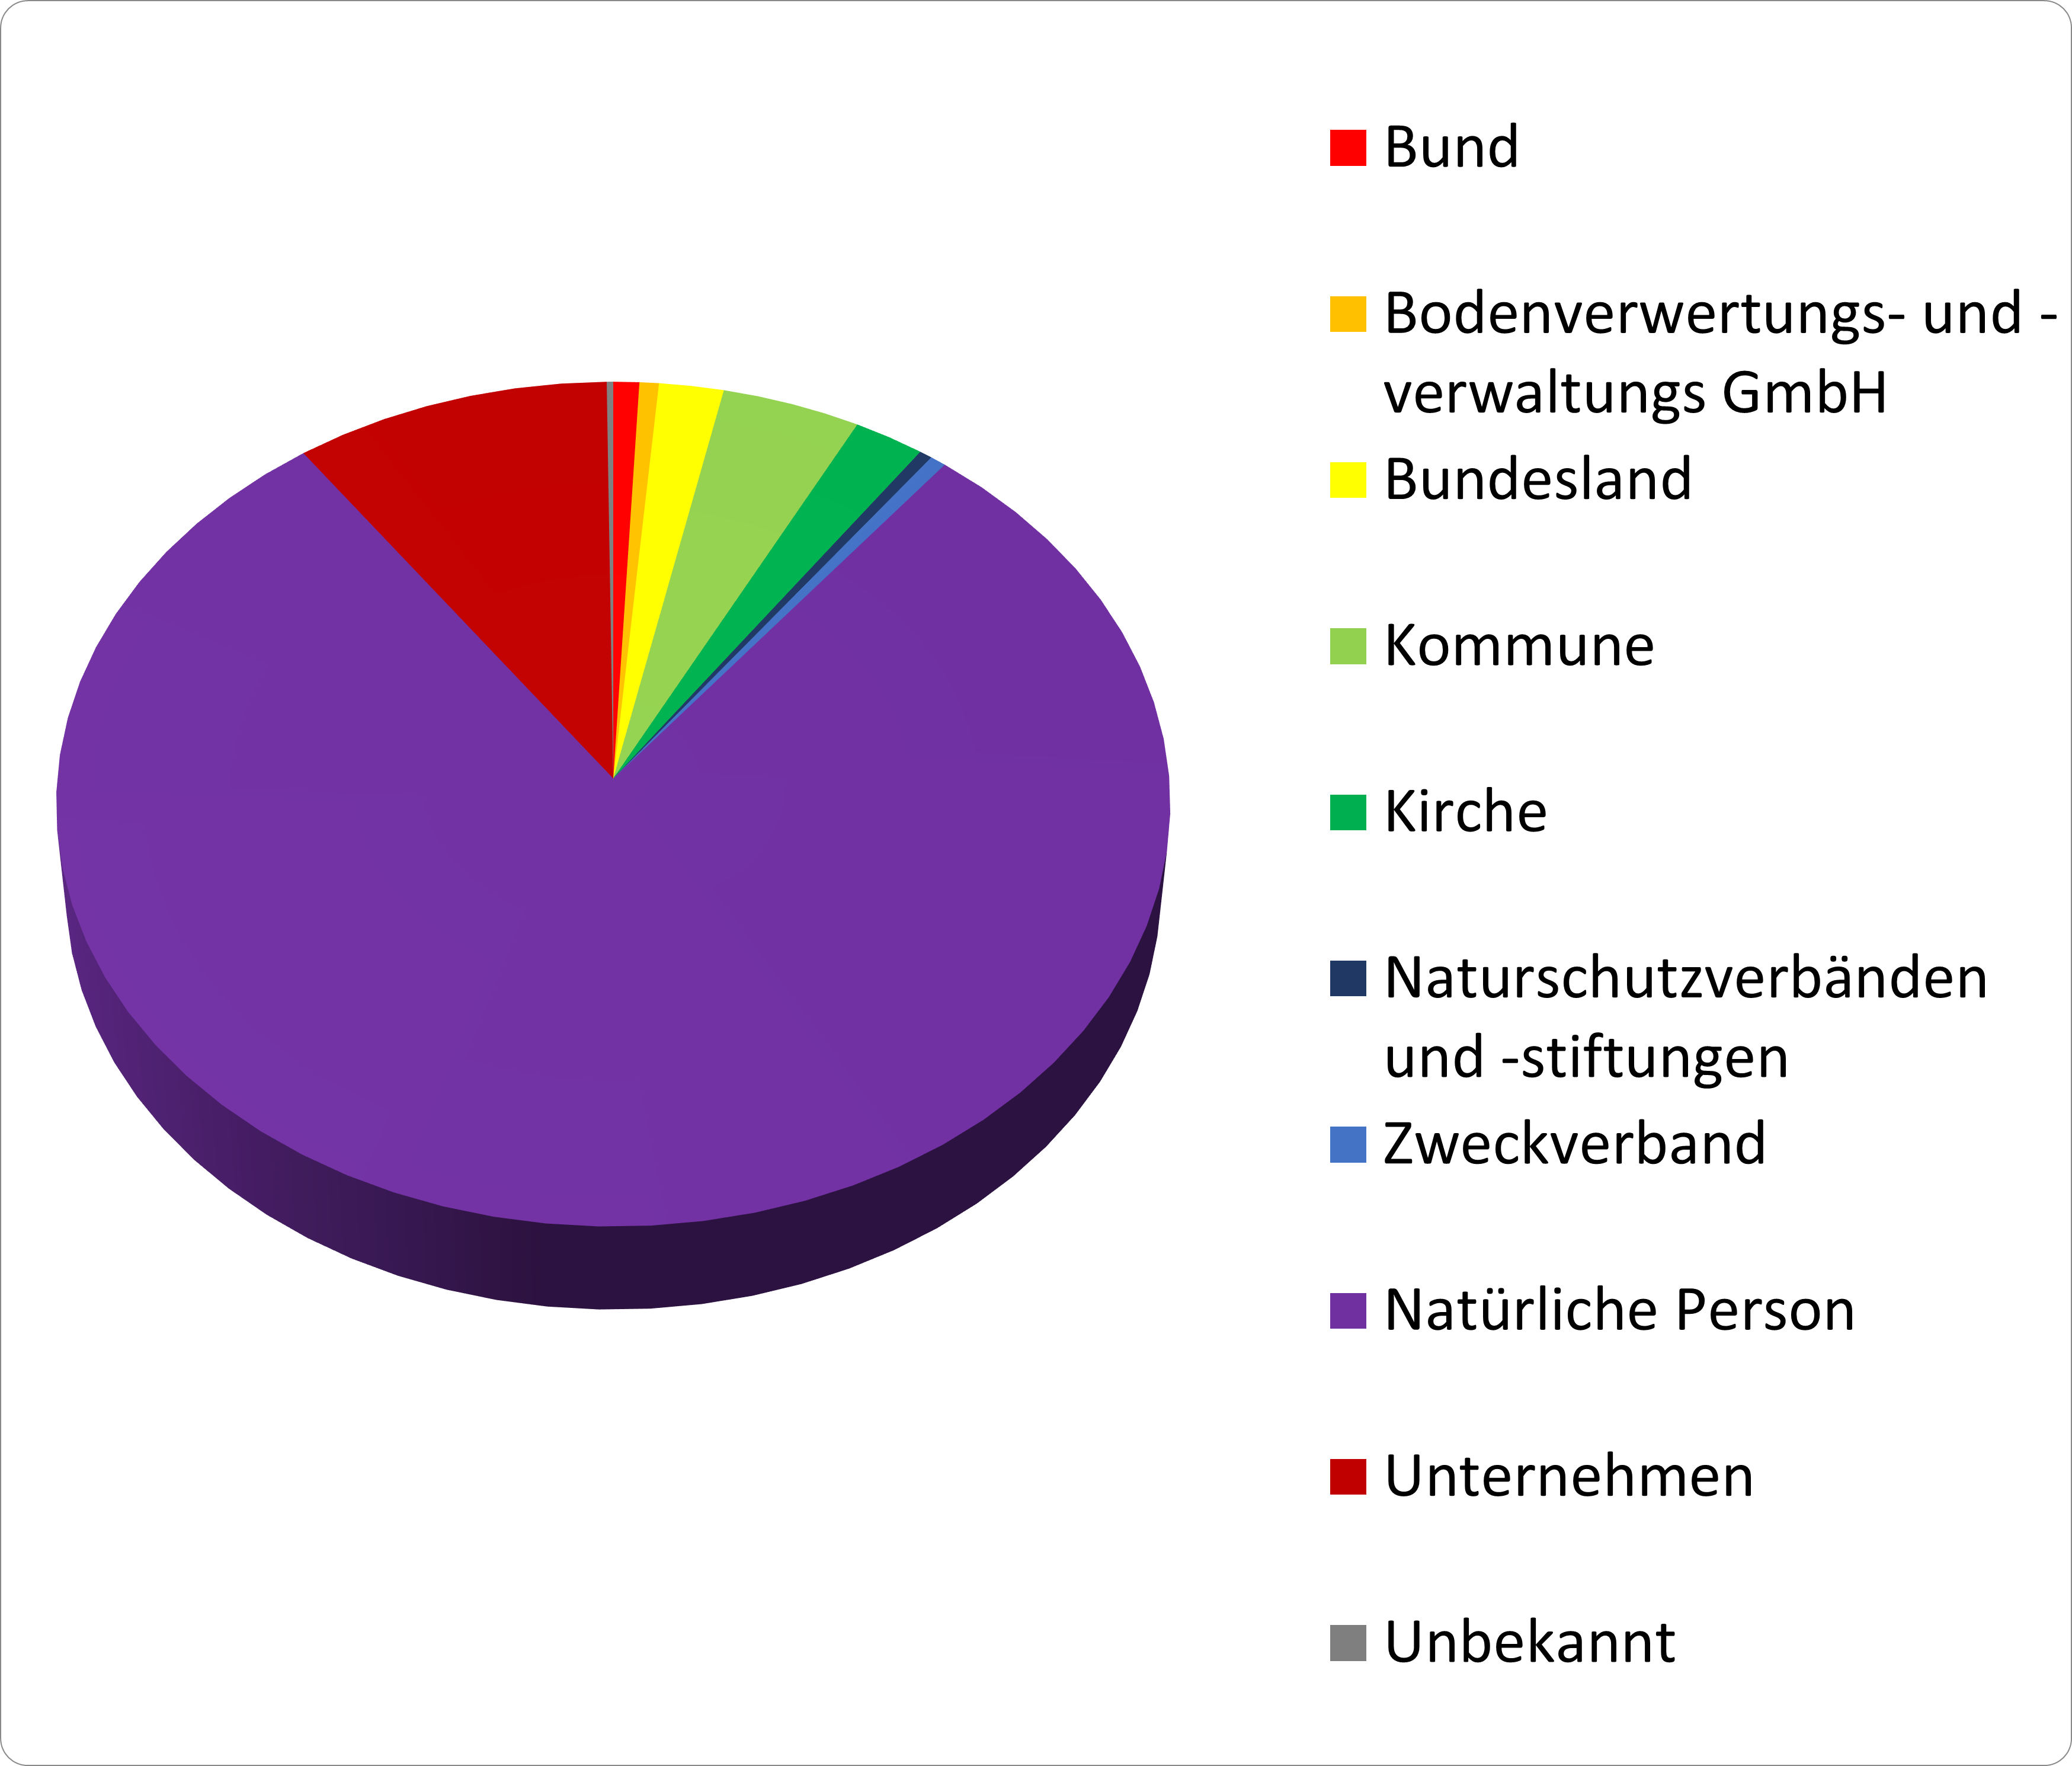 Bund
Bodenverwertungs- und -
verwaltungs GmbH
Bundesland
Kommune
Kirche
Naturschutzverbänden
und -stiftungen
Zweckverband
Natürliche Person
Unternehmen
Unbekannt